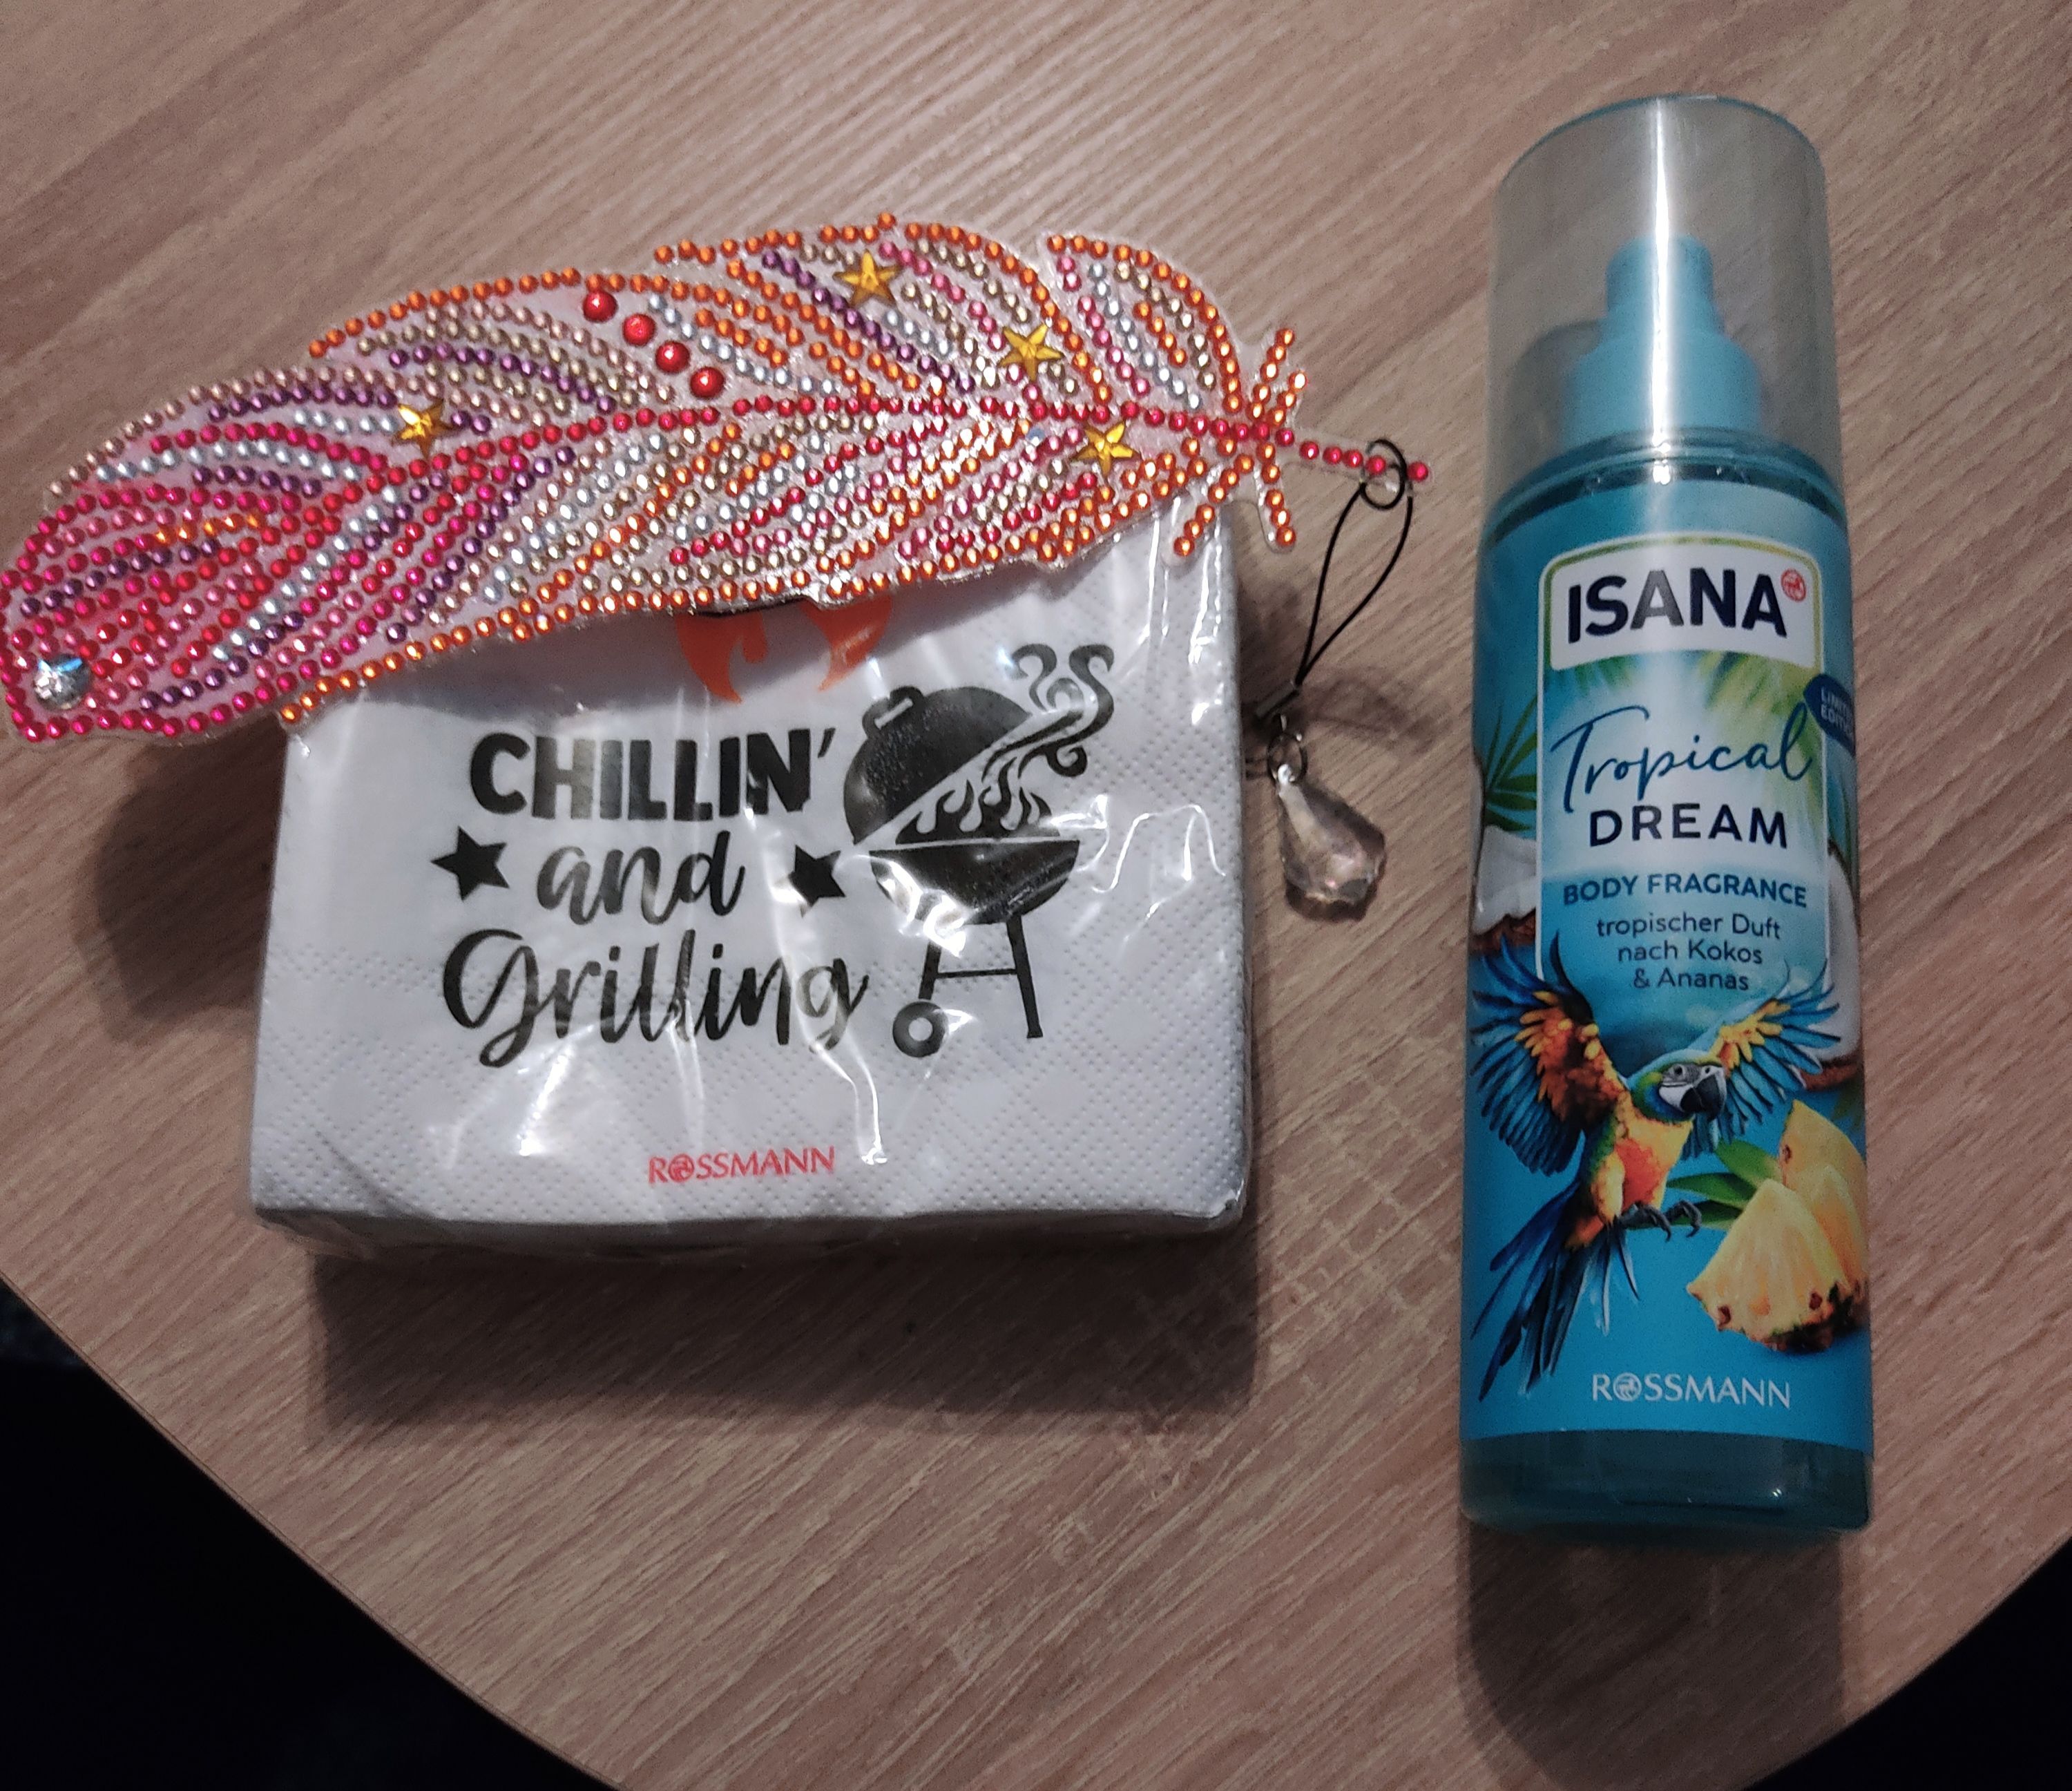 CHILLIN'
and
Grilling
ROSSMANN
ISANA
LIMITED
EDITION
Tropical
DREAM
BODY FRAGRANCE
tropischer Duft
nach Kokos
& Ananas
ROSSMANN